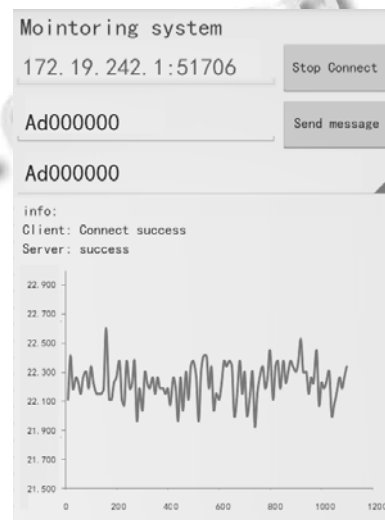 Mointoring system
172.19.242.1:51706
Stop Connect
Ad000000
Send message
Ad000000
info:
Client: Connect success
Server: success
22.900
22.700
22.500
22.300
22.100
21.900
21.700
21.500
0 200 400 600 800 1000 1200